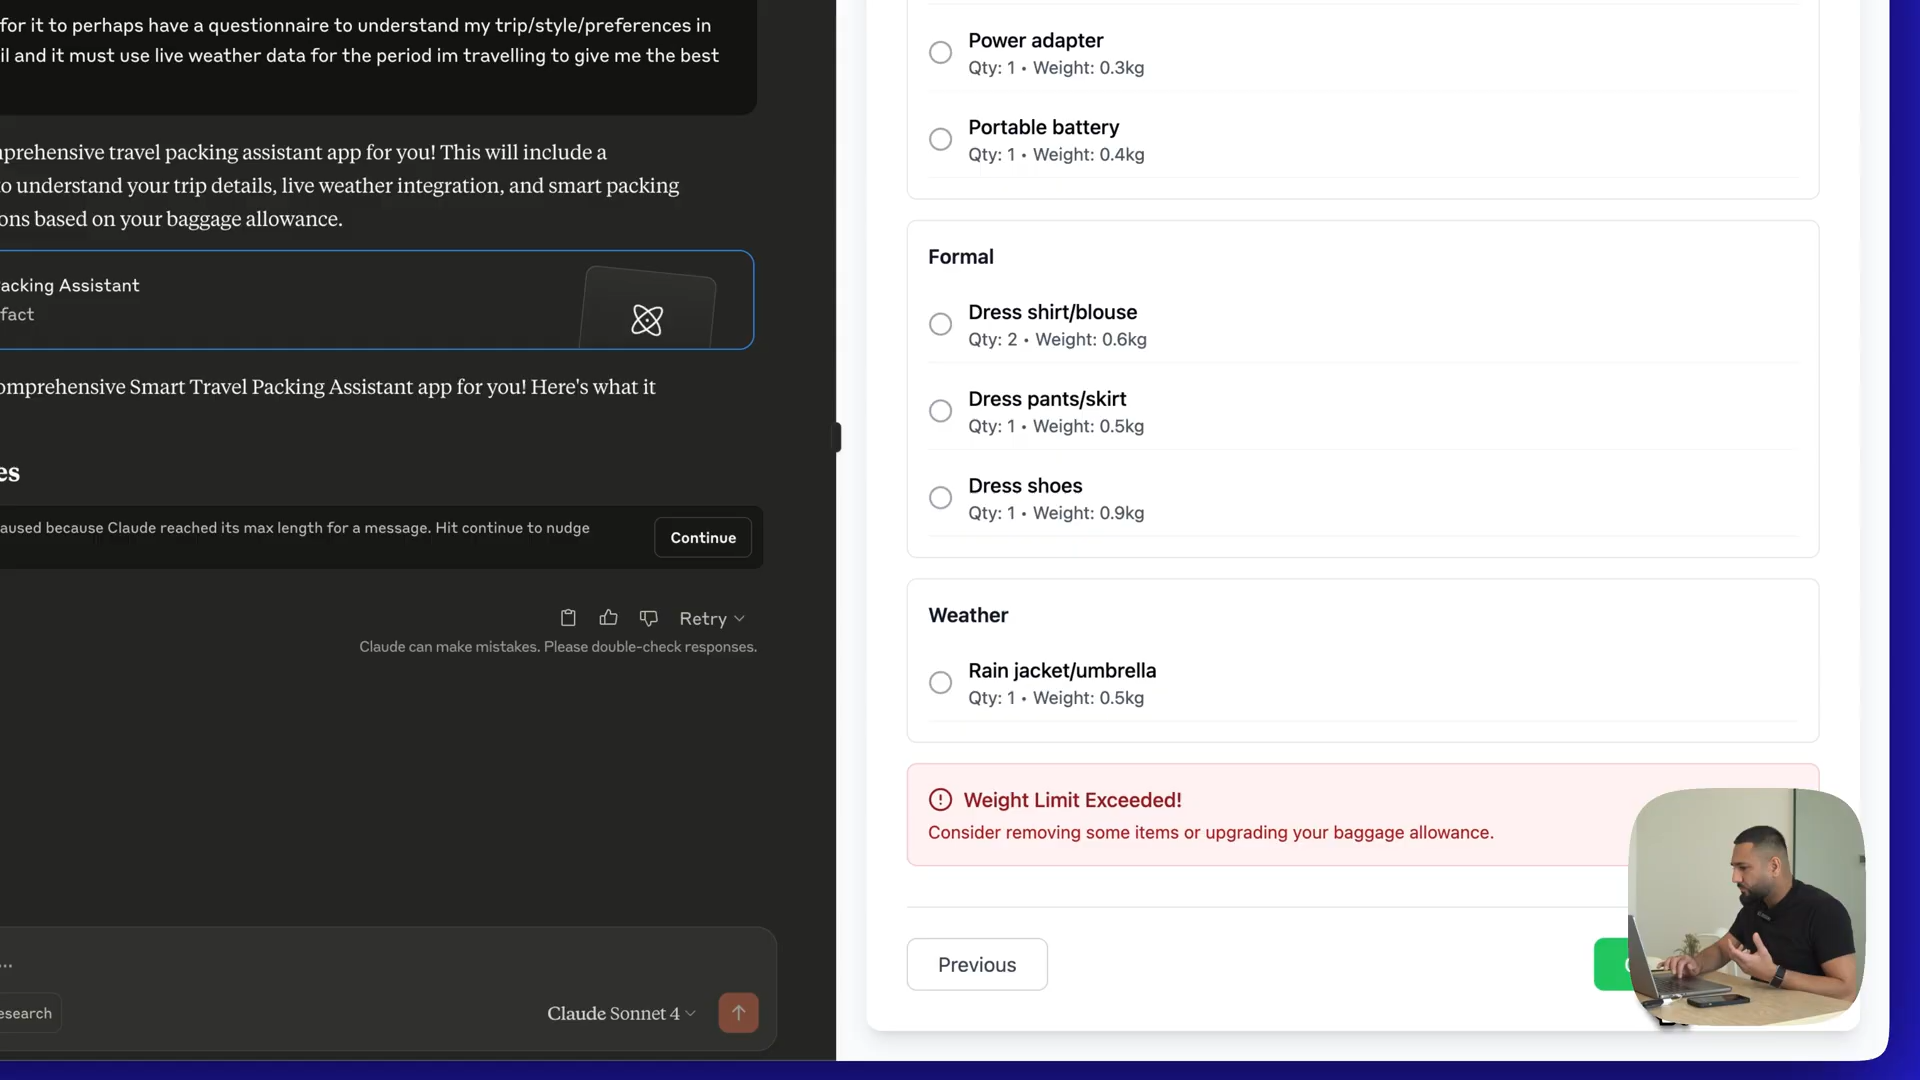 for it to perhaps have a questionnaire to understand my trip/style/preferences in
il and it must use live weather data for the period im travelling to give me the best
prehensive travel packing assistant app for you! This will include a
to understand your trip details, live weather integration, and smart packing
ons based on your baggage allowance.
acking Assistant
fact
omprehensive Smart Travel Packing Assistant app for you! Here's what it
es
aused because Claude reached its max length for a message. Hit continue to nudge
Continue
Retry
Claude can make mistakes. Please double-check responses.
...
esearch
Claude Sonnet 4
Power adapter
Qty: 1 • Weight: 0.3kg
Portable battery
Qty: 1 • Weight: 0.4kg
Formal
Dress shirt/blouse
Qty: 2 • Weight: 0.6kg
Dress pants/skirt
Qty: 1 • Weight: 0.5kg
Dress shoes
Qty: 1 • Weight: 0.9kg
Weather
Rain jacket/umbrella
Qty: 1 • Weight: 0.5kg
Weight Limit Exceeded!
Consider removing some items or upgrading your baggage allowance.
Previous